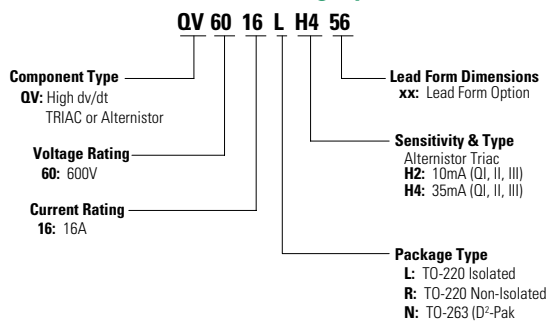 QV 60 16 L H4 56
Component Type
QV: High dv/dt
TRIAC or Alternistor
Voltage Rating
60: 600V
Current Rating
16: 16A
Lead Form Dimensions
xx: Lead Form Option
Sensitivity & Type
Alternistor Triac
H2: 10mA (QI, II, III)
H4: 35mA (QI, II, III)
Package Type
L: TO-220 Isolated
R: TO-220 Non-Isolated
N: TO-263 (D²-Pak